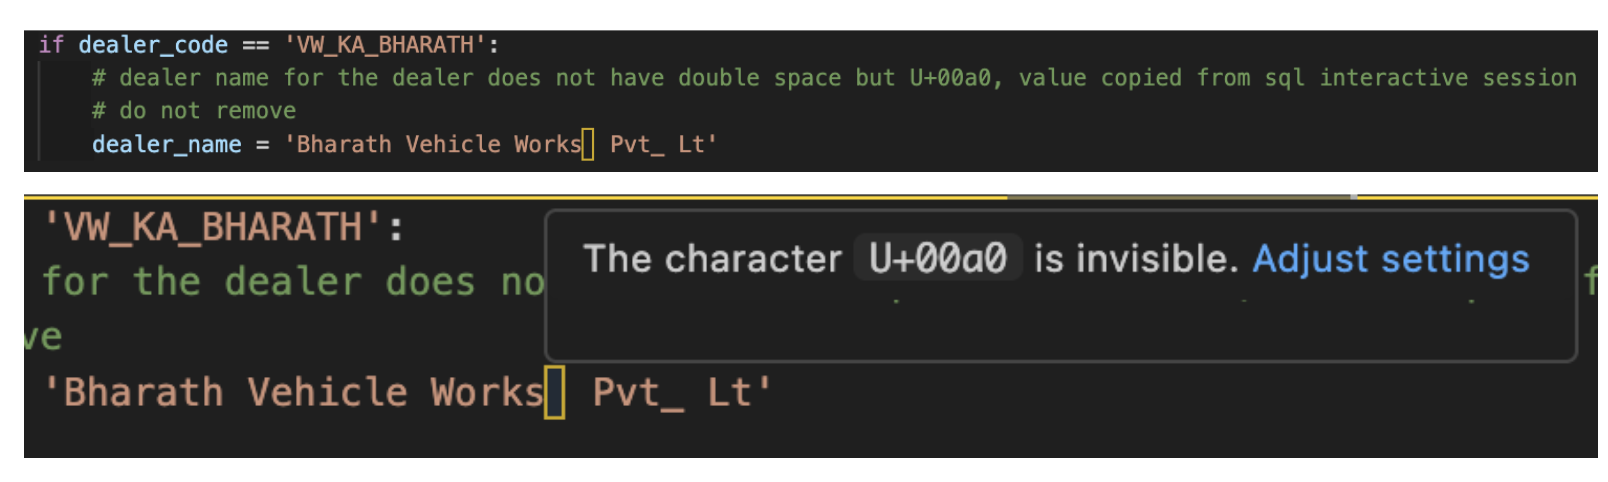 if dealer_code == 'VW_KA_BHARATH':
# dealer name for the dealer does not have double space but U+00a0, value copied from sql interactive session
# do not remove
dealer_name = 'Bharath Vehicle Works  Pvt_ Lt'
'VW_KA_BHARATH':
The character U+00a0 is invisible. Adjust settings
for the dealer does no
f
ve
'Bharath Vehicle Works  Pvt_ Lt'